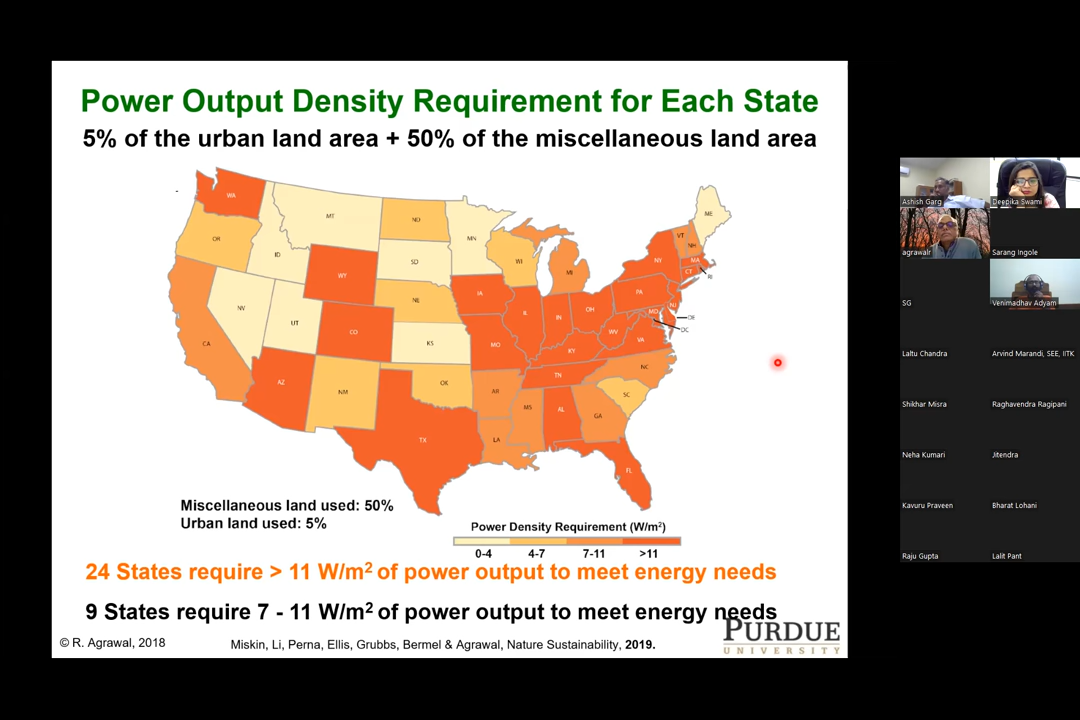 Power Output Density Requirement for Each State
5% of the urban land area + 50% of the miscellaneous land area
WA
MT
ND
MN
ME
OR
ID
SD
WI
MI
VT
NH
NY
MA
CT
RI
WY
NE
IA
PA
NJ
NV
UT
CO
KS
MO
IL
IN
OH
WV
VA
MD
DE
DC
CA
KY
AZ
NM
OK
AR
TN
NC
SC
MS
AL
GA
TX
LA
FL
Miscellaneous land used: 50%
Urban land used: 5%
Power Density Requirement (W/m²)
0-4 4-7 7-11 >11
24 States require > 11 W/m² of power output to meet energy needs
9 States require 7 - 11 W/m² of power output to meet energy needs
© R. Agrawal, 2018
Miskin, Li, Perna, Ellis, Grubbs, Bermel & Agrawal, Nature Sustainability, 2019.
PURDUE
UNIVERSITY
Ashish Garg
Deepika Swami
agrawalr
Sarang Ingole
SG
Venimadhav Adyam
Laltu Chandra
Arvind Marandi, SEE, IITK
Shikhar Misra
Raghavendra Ragipani
Neha Kumari
Jitendra
Kavuru Praveen
Bharat Lohani
Raju Gupta
Lalit Pant